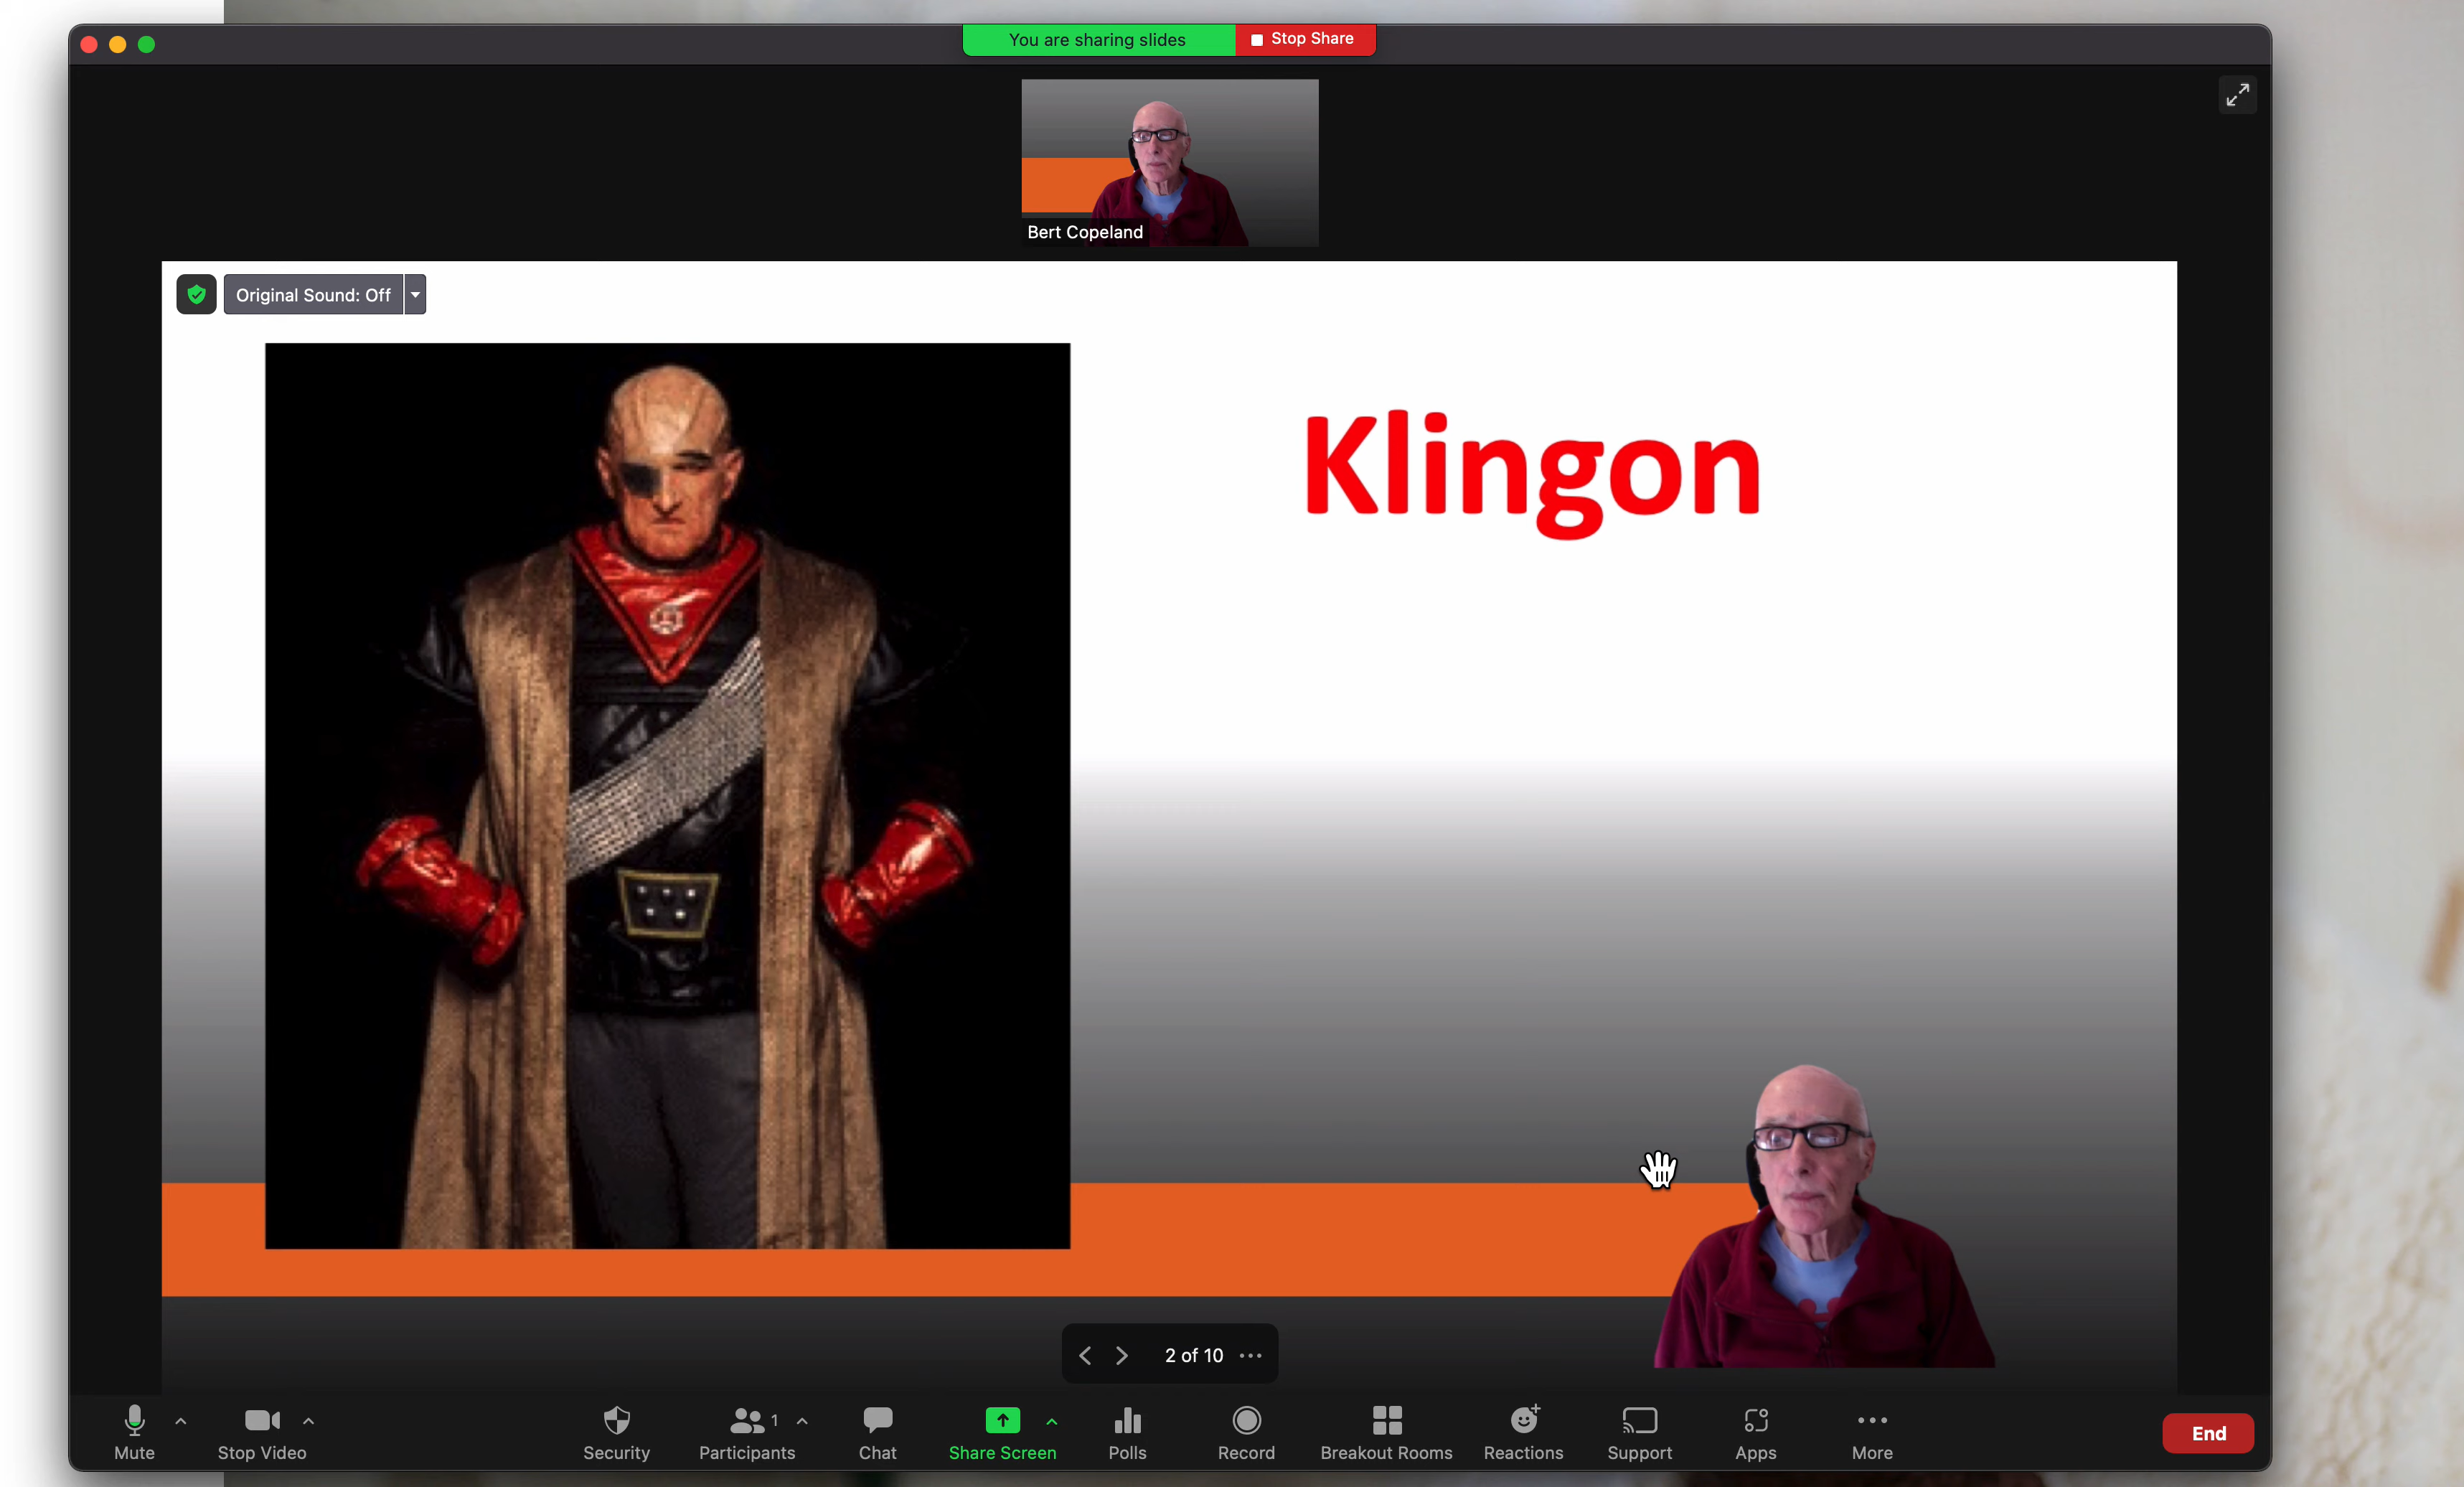 You are sharing slides
Stop Share
Bert Copeland
Original Sound: Off
Klingon
2 of 10
1
Mute
Stop Video
Security
Participants
Chat
Share Screen
Polls
Record
Breakout Rooms
Reactions
Support
Apps
More
End